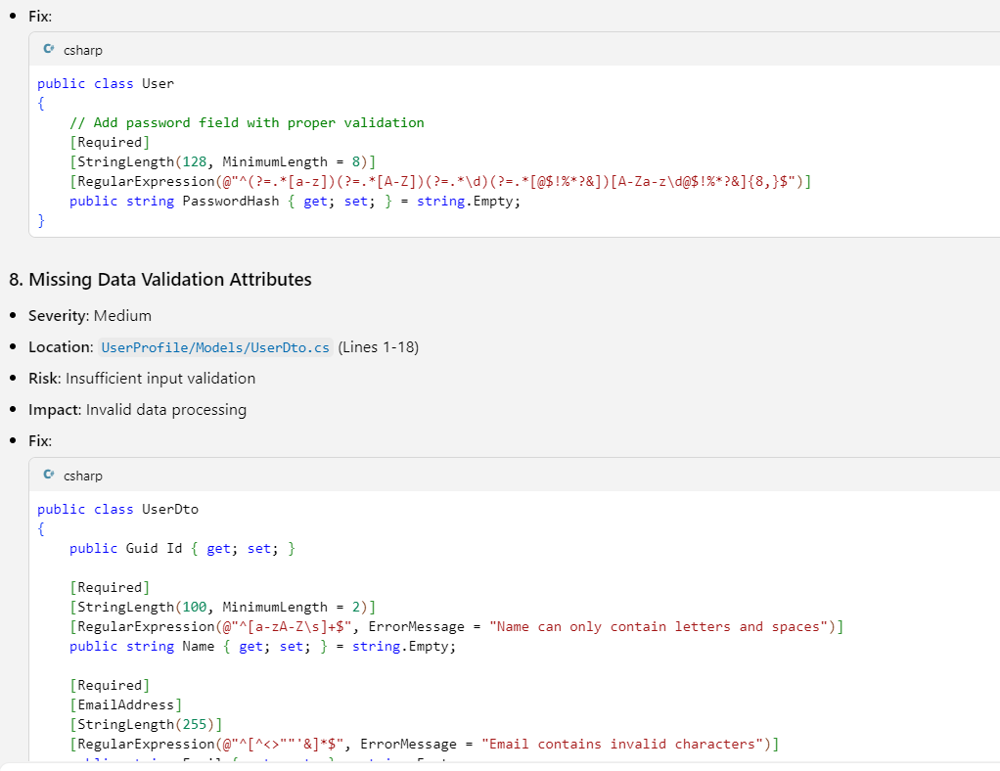 Fix:
csharp
public class User
{
// Add password field with proper validation
[Required]
[StringLength(128, MinimumLength = 8)]
[RegularExpression(@"^(?=.*[a-z])(?=.*[A-Z])(?=.*\d)(?=.*[@$!%*?&])[A-Za-z\d@$!%*?&]{8,}$")]
public string PasswordHash { get; set; } = string.Empty;
}
8. Missing Data Validation Attributes
Severity: Medium
Location: UserProfile/Models/UserDto.cs (Lines 1-18)
Risk: Insufficient input validation
Impact: Invalid data processing
Fix:
csharp
public class UserDto
{
public Guid Id { get; set; }
[Required]
[StringLength(100, MinimumLength = 2)]
[RegularExpression(@"^[a-zA-Z\s]+$", ErrorMessage = "Name can only contain letters and spaces")]
public string Name { get; set; } = string.Empty;
[Required]
[EmailAddress]
[StringLength(255)]
[RegularExpression(@"^[^<>""'&]*$", ErrorMessage = "Email contains invalid characters")]